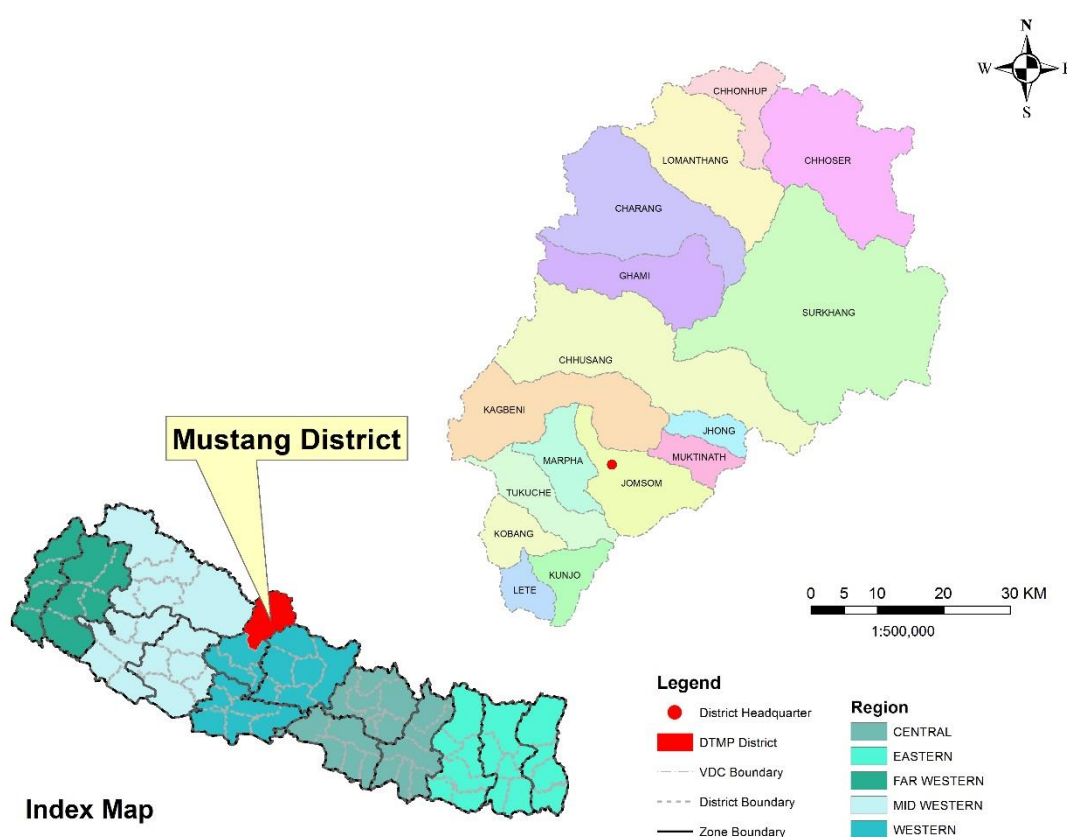 N
W
E
S
CHHONHUP
LOMANTHANG
CHHOSER
CHARANG
GHAMI
SURKHANG
CHHUSANG
KAGBENI
JHONG
MUKTINATH
MARPHA
JOMSOM
TUKUCHE
KOBANG
KUNJO
LETE
Mustang District
0 5 10 20 30 KM
1:500,000
Legend
District Headquarter
DTMP District
VDC Boundary
District Boundary
Zone Boundary
Region
CENTRAL
EASTERN
FAR WESTERN
MID WESTERN
WESTERN
Index Map